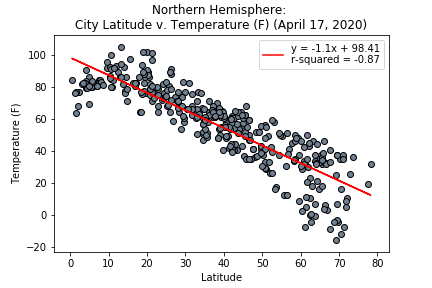 Northern Hemisphere:
City Latitude v. Temperature (F) (April 17, 2020)
y = -1.1x + 98.41
r-squared = -0.87
Temperature (F)
100
80
60
40
20
0
−20
0 10 20 30 40 50 60 70 80
Latitude